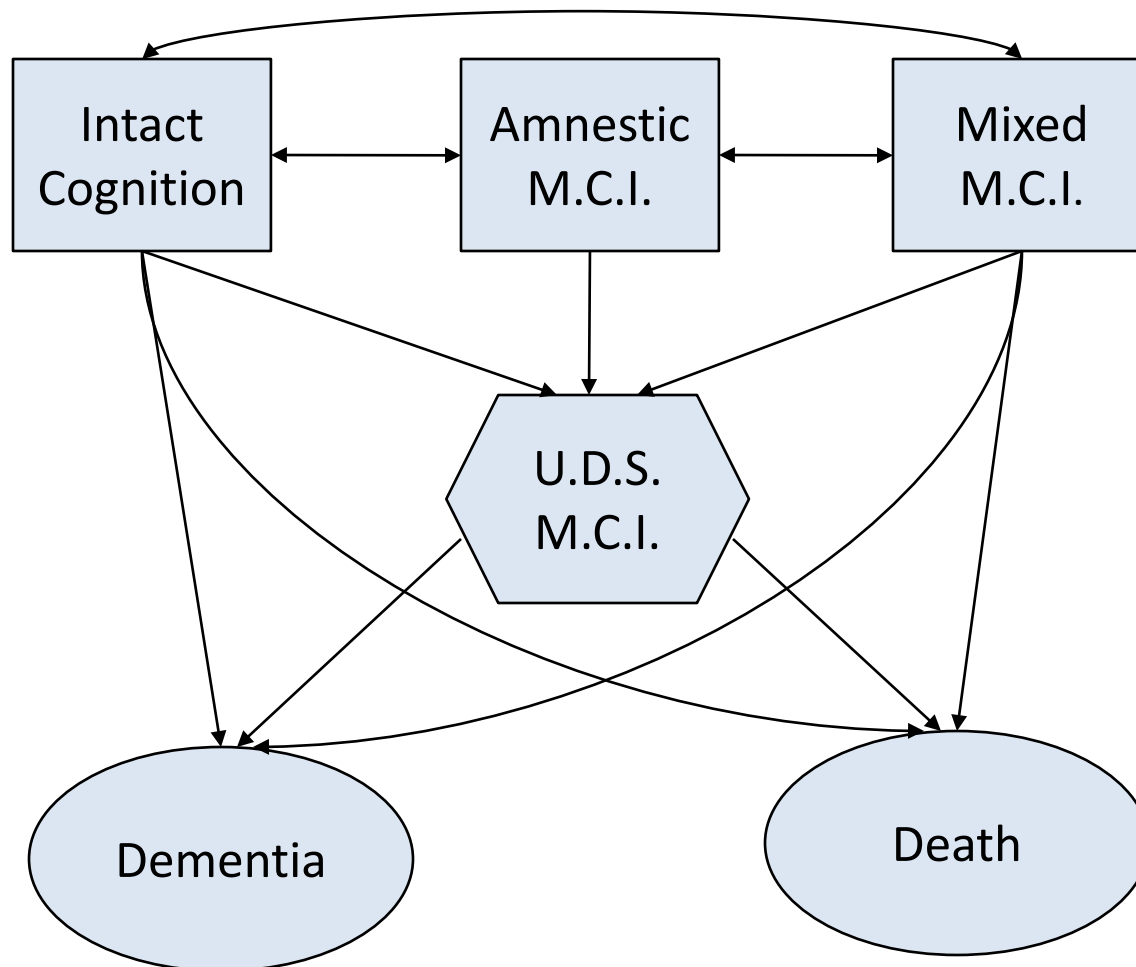 Intact
Cognition
Amnestic
M.C.I.
Mixed
M.C.I.
U.D.S.
M.C.I.
Dementia
Death